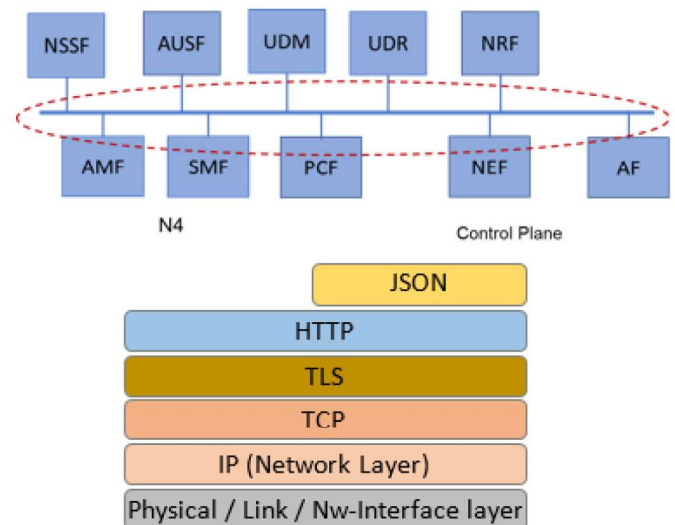 NSSF AUSF UDM UDR NRF
AMF SMF PCF NEF AF
N4 Control Plane
JSON
HTTP
TLS
TCP
IP (Network Layer)
Physical / Link / Nw-Interface layer